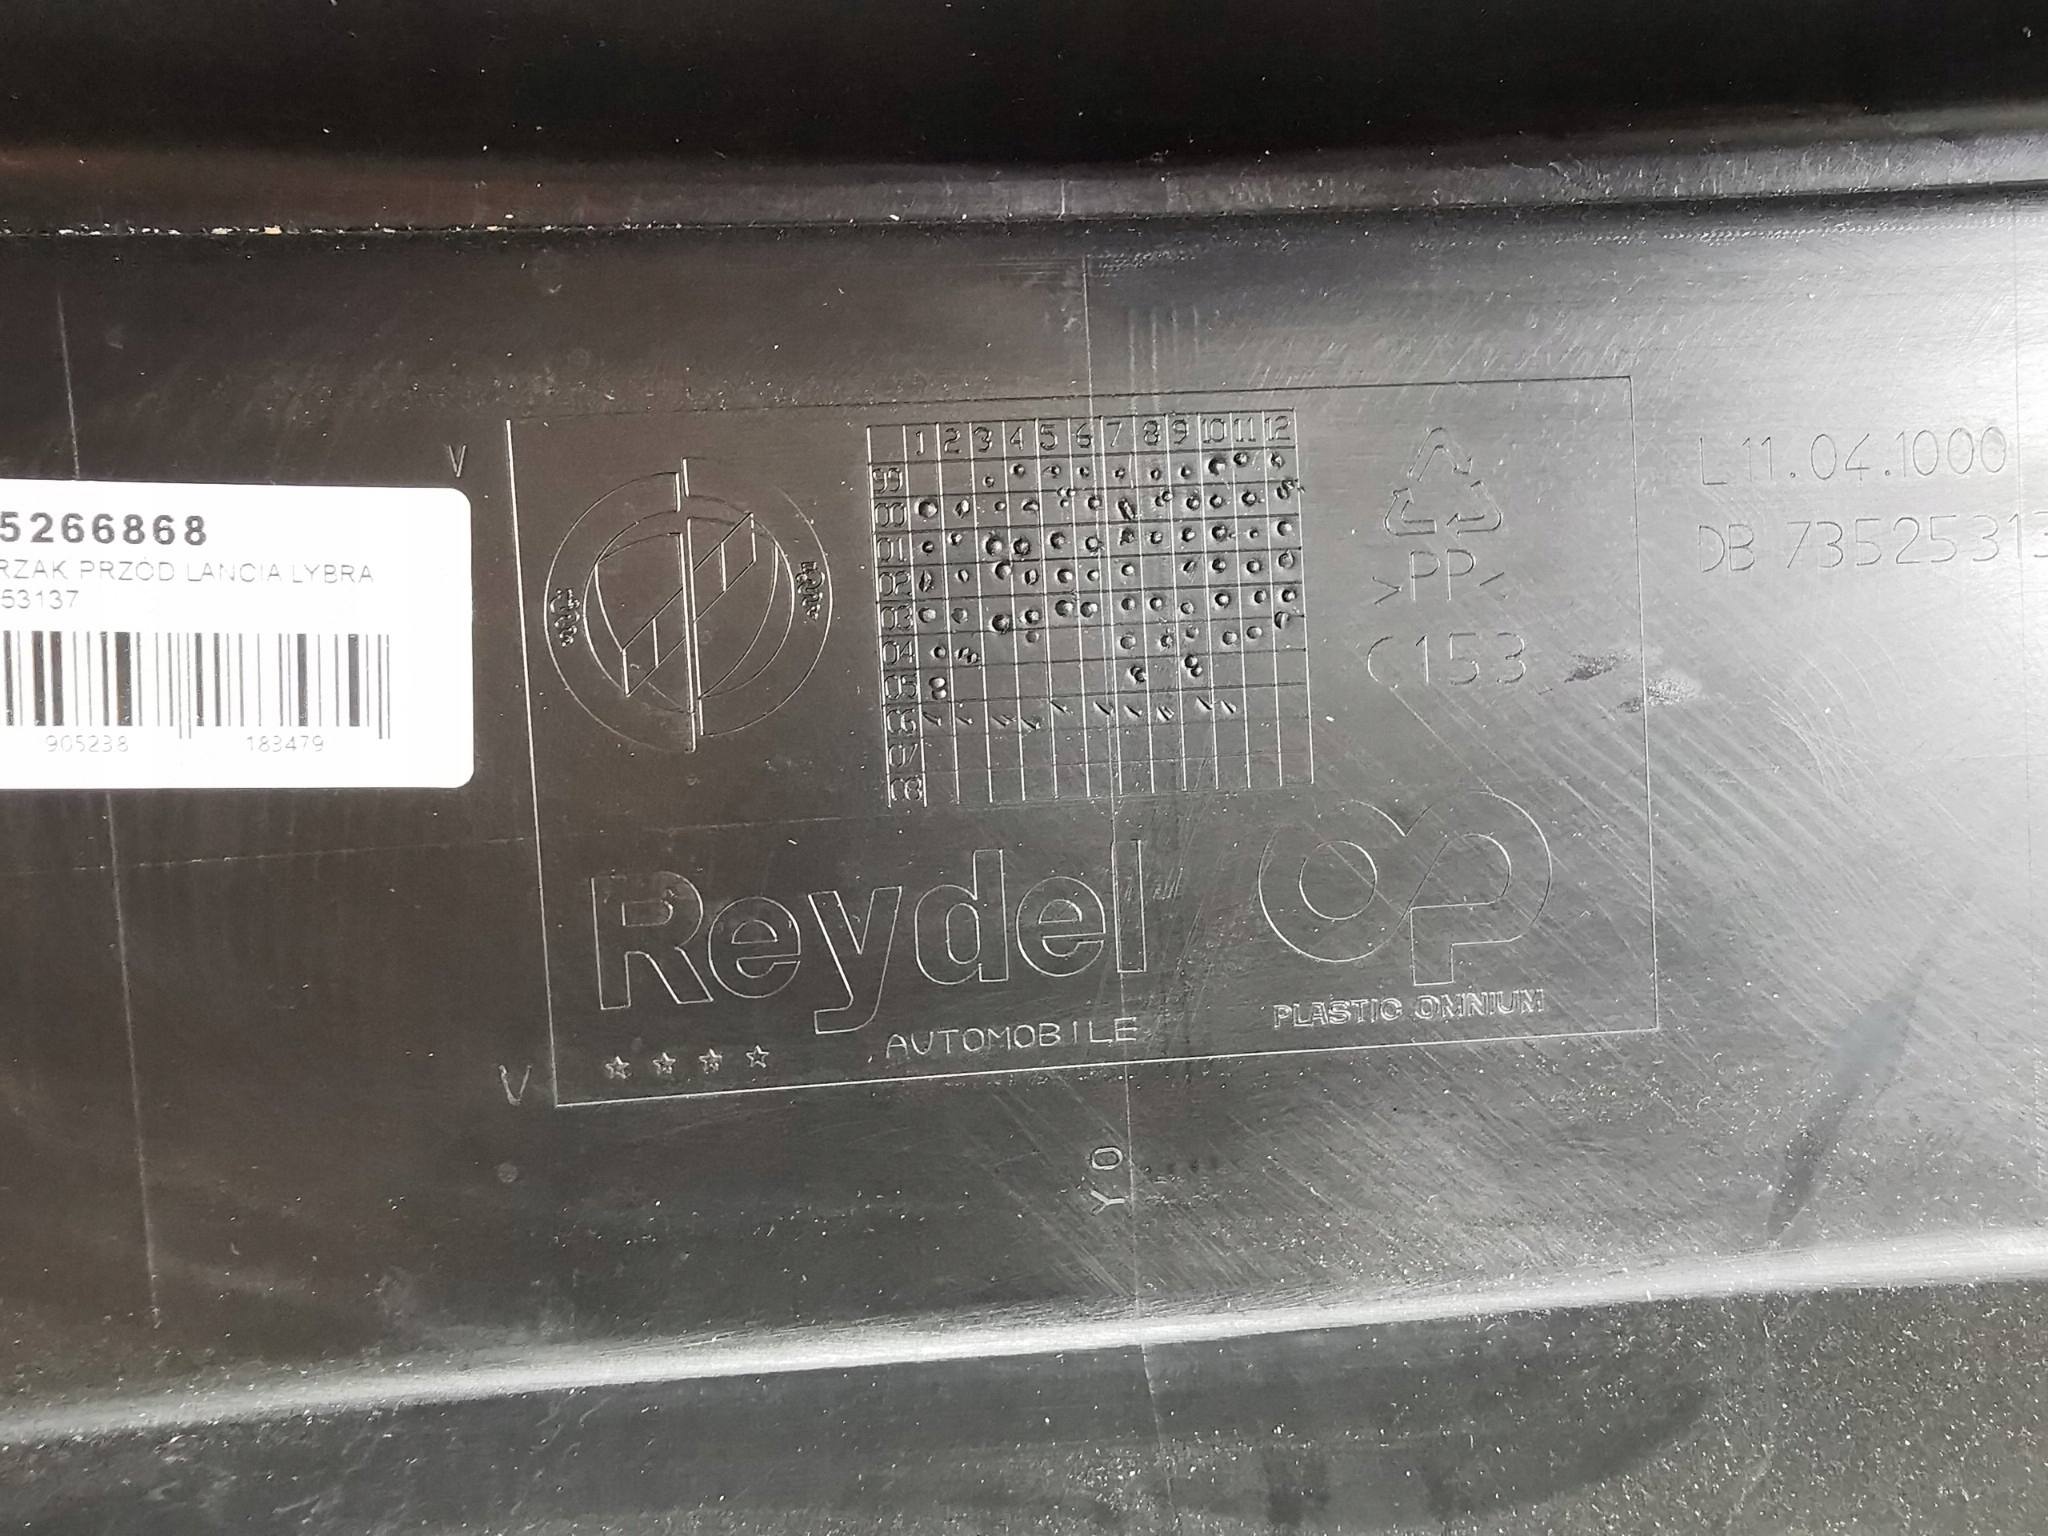 5266868
RZAK PRZÓD LANCIA LYBRA
53137
905238 183479
V
1 2 3 4 5 6 7 8 9 10 11 12
99
00
01
02
03
04
05
06
07
08
>PP<
C153
L11.04.1000
DB 7352531
Reydel
AUTOMOBILE
PLASTIC OMNIUM
V
YO